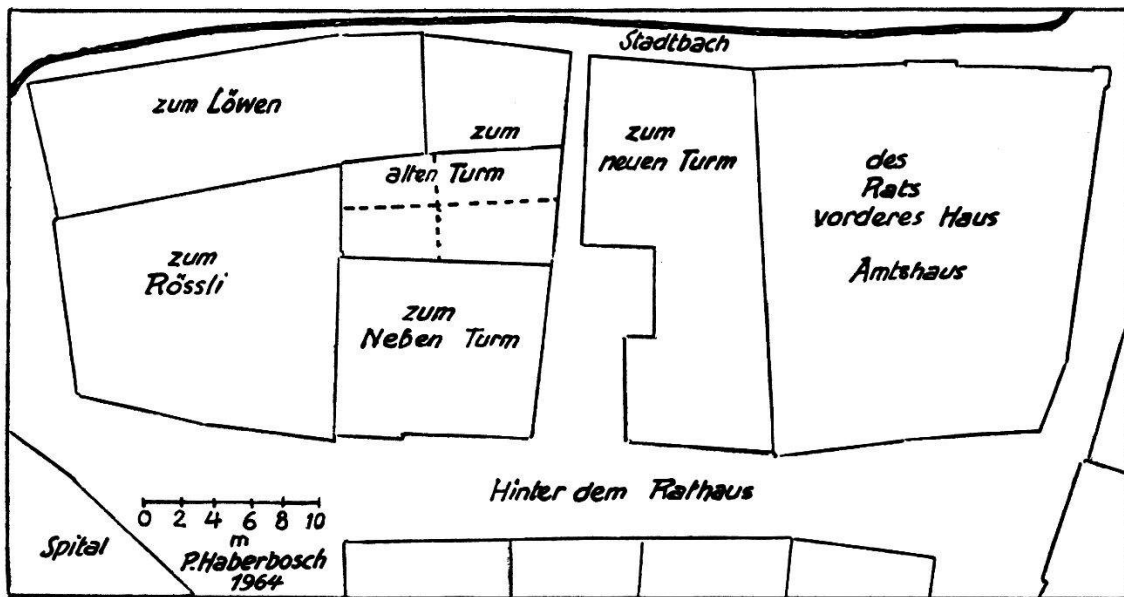 Stadtbach
zum Löwen
zum
alten Turm
zum
neuen Turm
des
Rats
vorderes Haus
Amtshaus
zum
Rössli
zum
Neben Turm
Hinter dem Rathaus
0 2 4 6 8 10
m
P.Haberbosch
1964
Spital